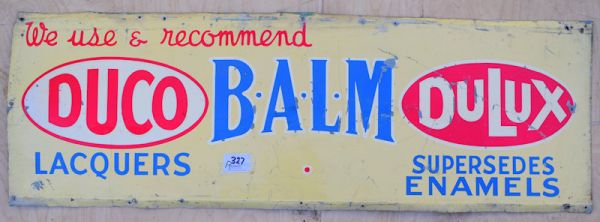 We use & recommend
DUCO B·A·L·M DULUX
LACQUERS 327 SUPERSEDES
ENAMELS